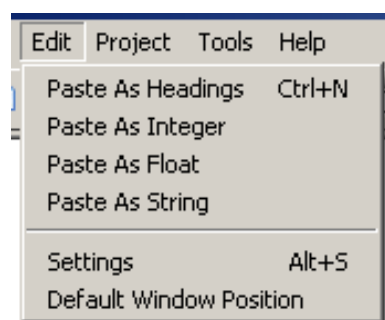 Edit Project Tools Help
Paste As Headings Ctrl+N
Paste As Integer
Paste As Float
Paste As String
Settings Alt+S
Default Window Position